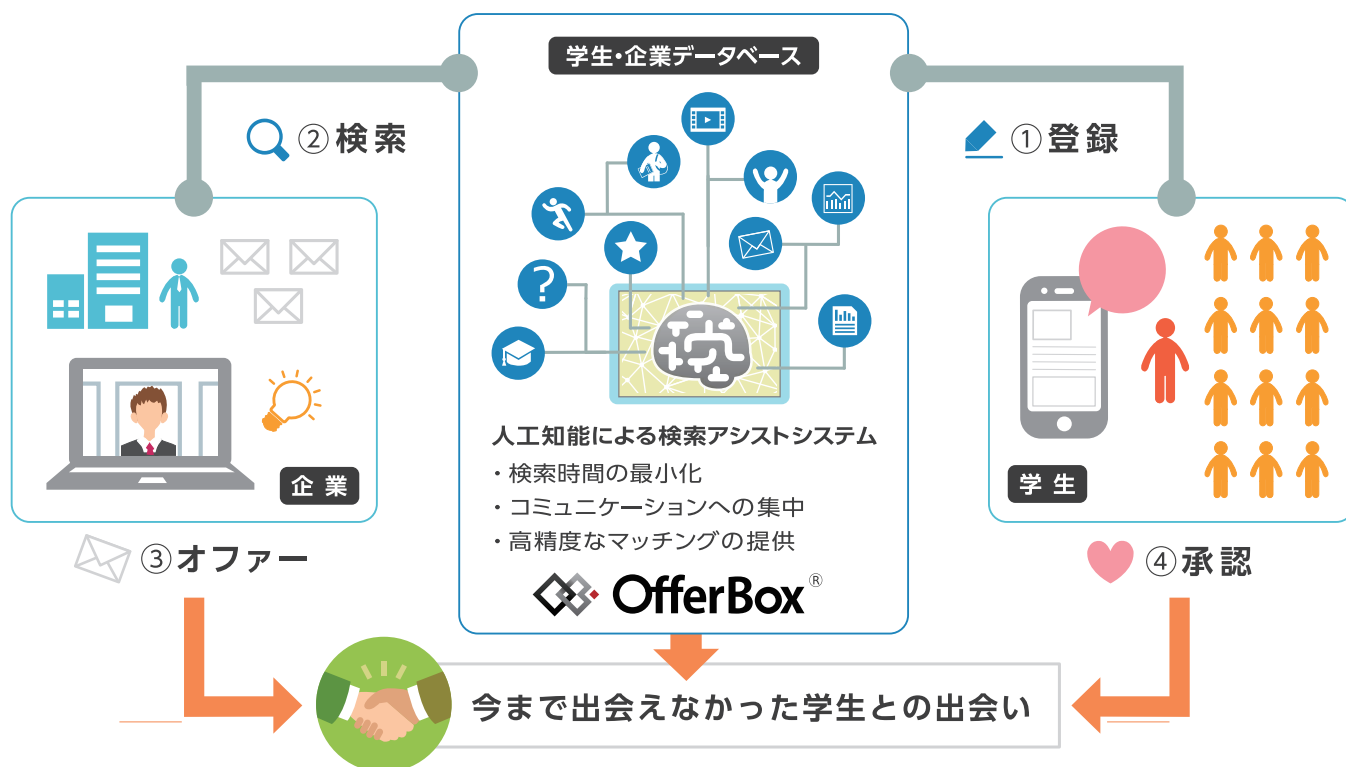 学生・企業データベース
②検索
①登録
?
人工知能による検索アシストシステム
・検索時間の最小化
・コミュニケーションへの集中
・高精度なマッチングの提供
OfferBox®
企業
学生
③オファー
④承認
今まで出会えなかった学生との出会い